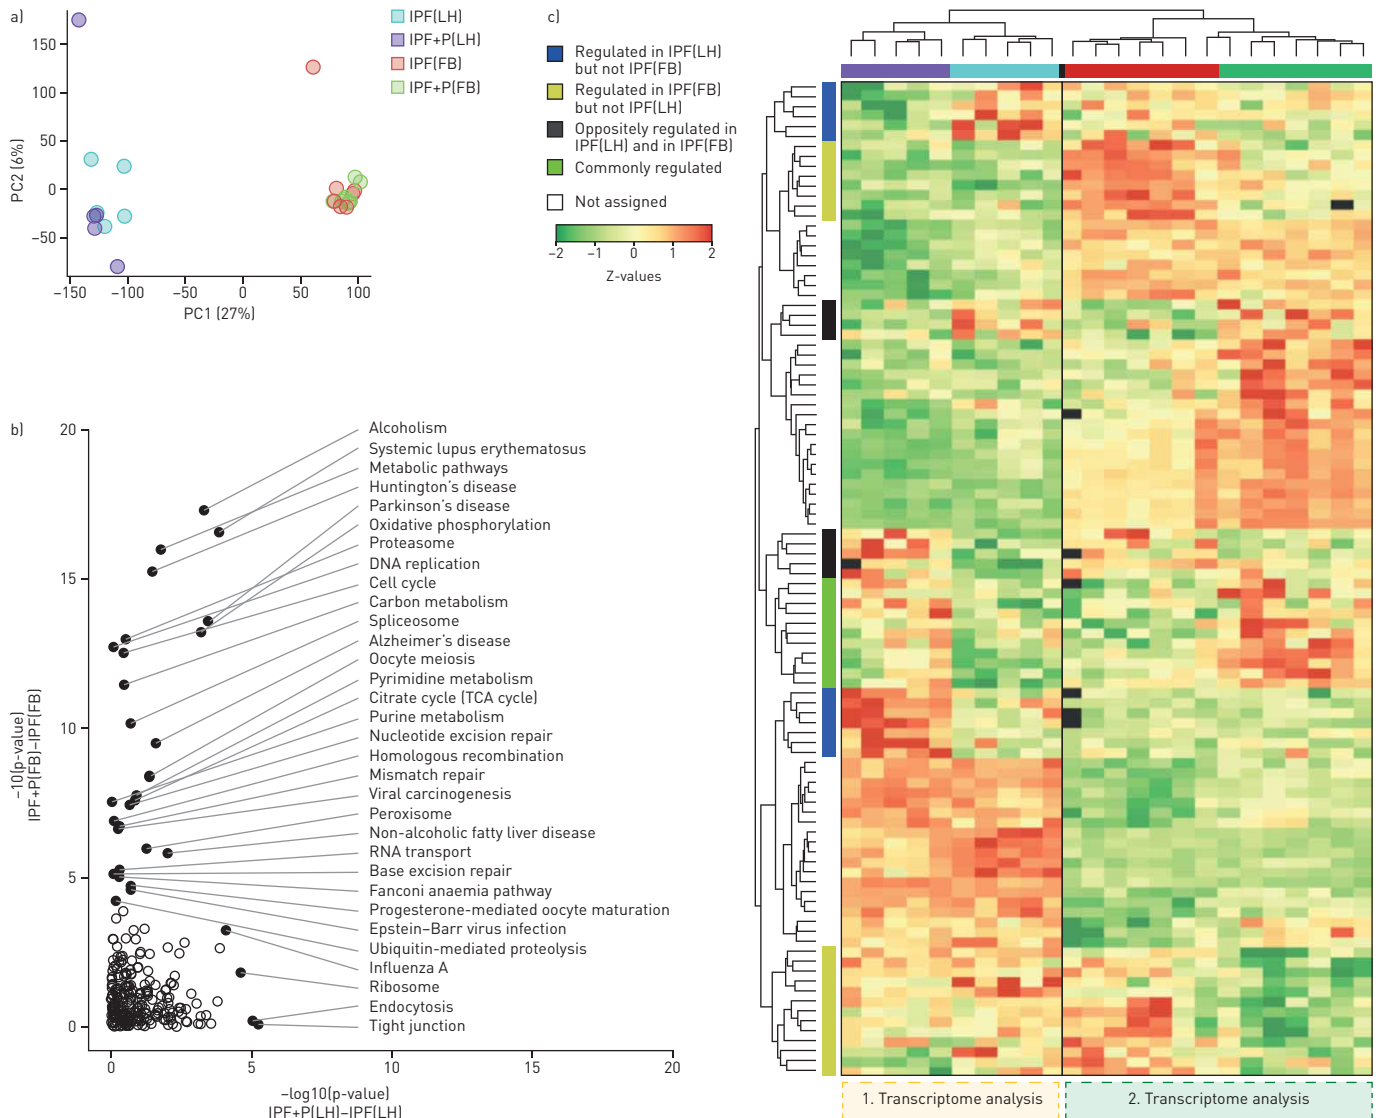 a)
IPF(LH)
IPF+P(LH)
IPF(FB)
IPF+P(FB)
150
100
50
0
−50
PC2 (6%)
−150
−100
−50
0
50
100
PC1 (27%)
c)
Regulated in IPF(LH)
but not IPF(FB)
Regulated in IPF(FB)
but not IPF(LH)
Oppositely regulated in
IPF(LH) and in IPF(FB)
Commonly regulated
Not assigned
−2
−1
0
1
2
Z-values
1. Transcriptome analysis
2. Transcriptome analysis
b)
20
15
10
5
0
−10(p-value)
IPF+P(FB)−IPF(FB)
Alcoholism
Systemic lupus erythematosus
Metabolic pathways
Huntington's disease
Parkinson's disease
Oxidative phosphorylation
Proteasome
DNA replication
Cell cycle
Carbon metabolism
Spliceosome
Alzheimer's disease
Oocyte meiosis
Pyrimidine metabolism
Citrate cycle (TCA cycle)
Purine metabolism
Nucleotide excision repair
Homologous recombination
Mismatch repair
Viral carcinogenesis
Peroxisome
Non-alcoholic fatty liver disease
RNA transport
Base excision repair
Fanconi anaemia pathway
Progesterone-mediated oocyte maturation
Epstein–Barr virus infection
Ubiquitin-mediated proteolysis
Influenza A
Ribosome
Endocytosis
Tight junction
0
5
10
15
20
−log10(p-value)
IPF+P(LH)−IPF(LH)